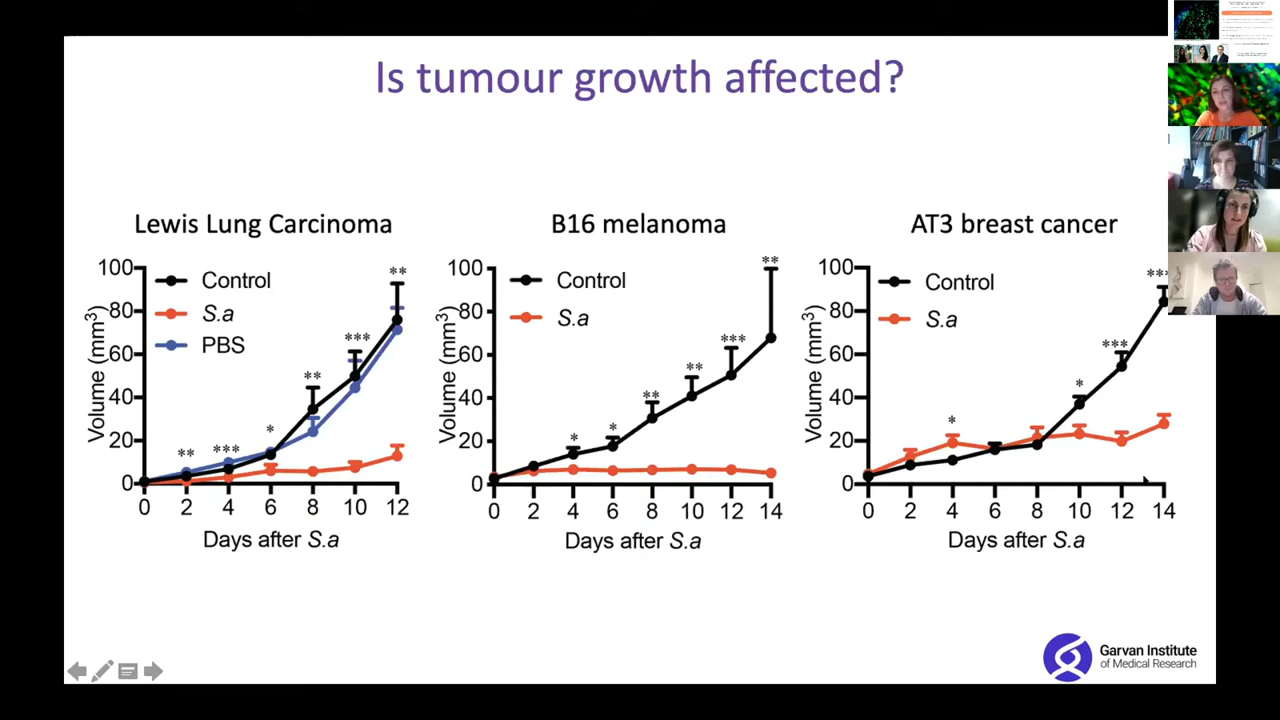 Is tumour growth affected?
Lewis Lung Carcinoma
100
80
60
40
20
0
Volume (mm³)
Control
S.a
PBS
**
***
*
**
***
**
0 2 4 6 8 10 12
Days after S.a
B16 melanoma
100
80
60
40
20
0
Volume (mm³)
Control
S.a
*
*
**
**
***
**
0 2 4 6 8 10 12 14
Days after S.a
AT3 breast cancer
100
80
60
40
20
0
Volume (mm³)
Control
S.a
*
*
***
***
0 2 4 6 8 10 12 14
Days after S.a
Garvan Institute
of Medical Research